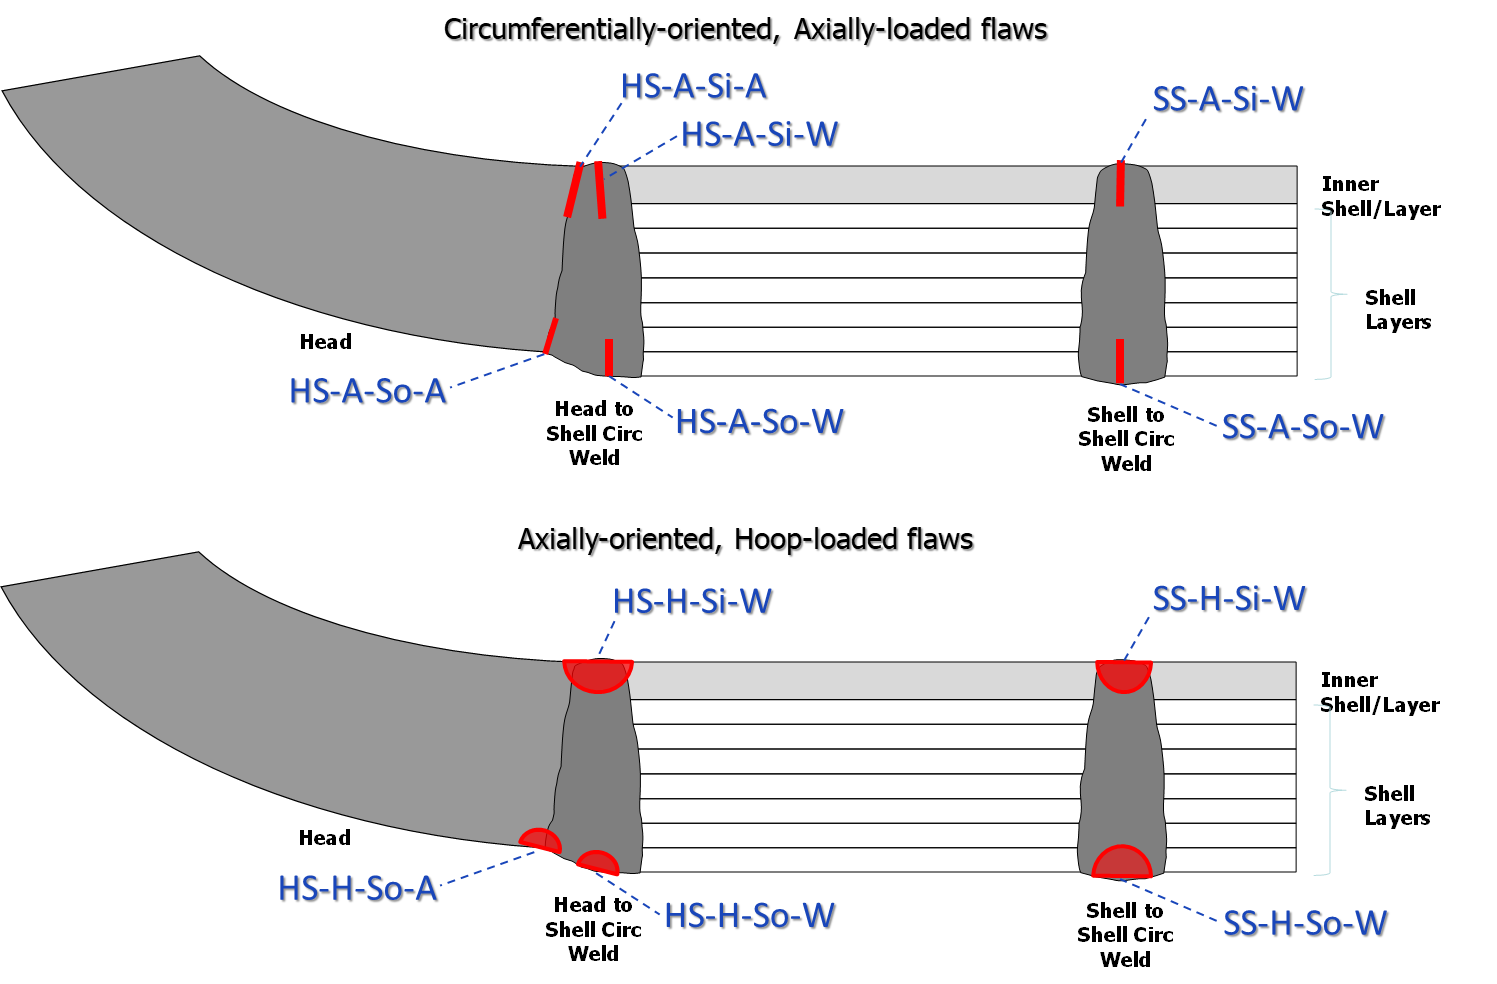 Circumferentially-oriented, Axially-loaded flaws
HS-A-Si-A
HS-A-Si-W
SS-A-Si-W
Inner
Shell/Layer
Shell
Layers
Head
HS-A-So-A
Head to
Shell Circ
Weld
HS-A-So-W
Shell to
Shell Circ
Weld
SS-A-So-W
Axially-oriented, Hoop-loaded flaws
HS-H-Si-W
SS-H-Si-W
Inner
Shell/Layer
Shell
Layers
Head
HS-H-So-A
Head to
Shell Circ
Weld
HS-H-So-W
Shell to
Shell Circ
Weld
SS-H-So-W